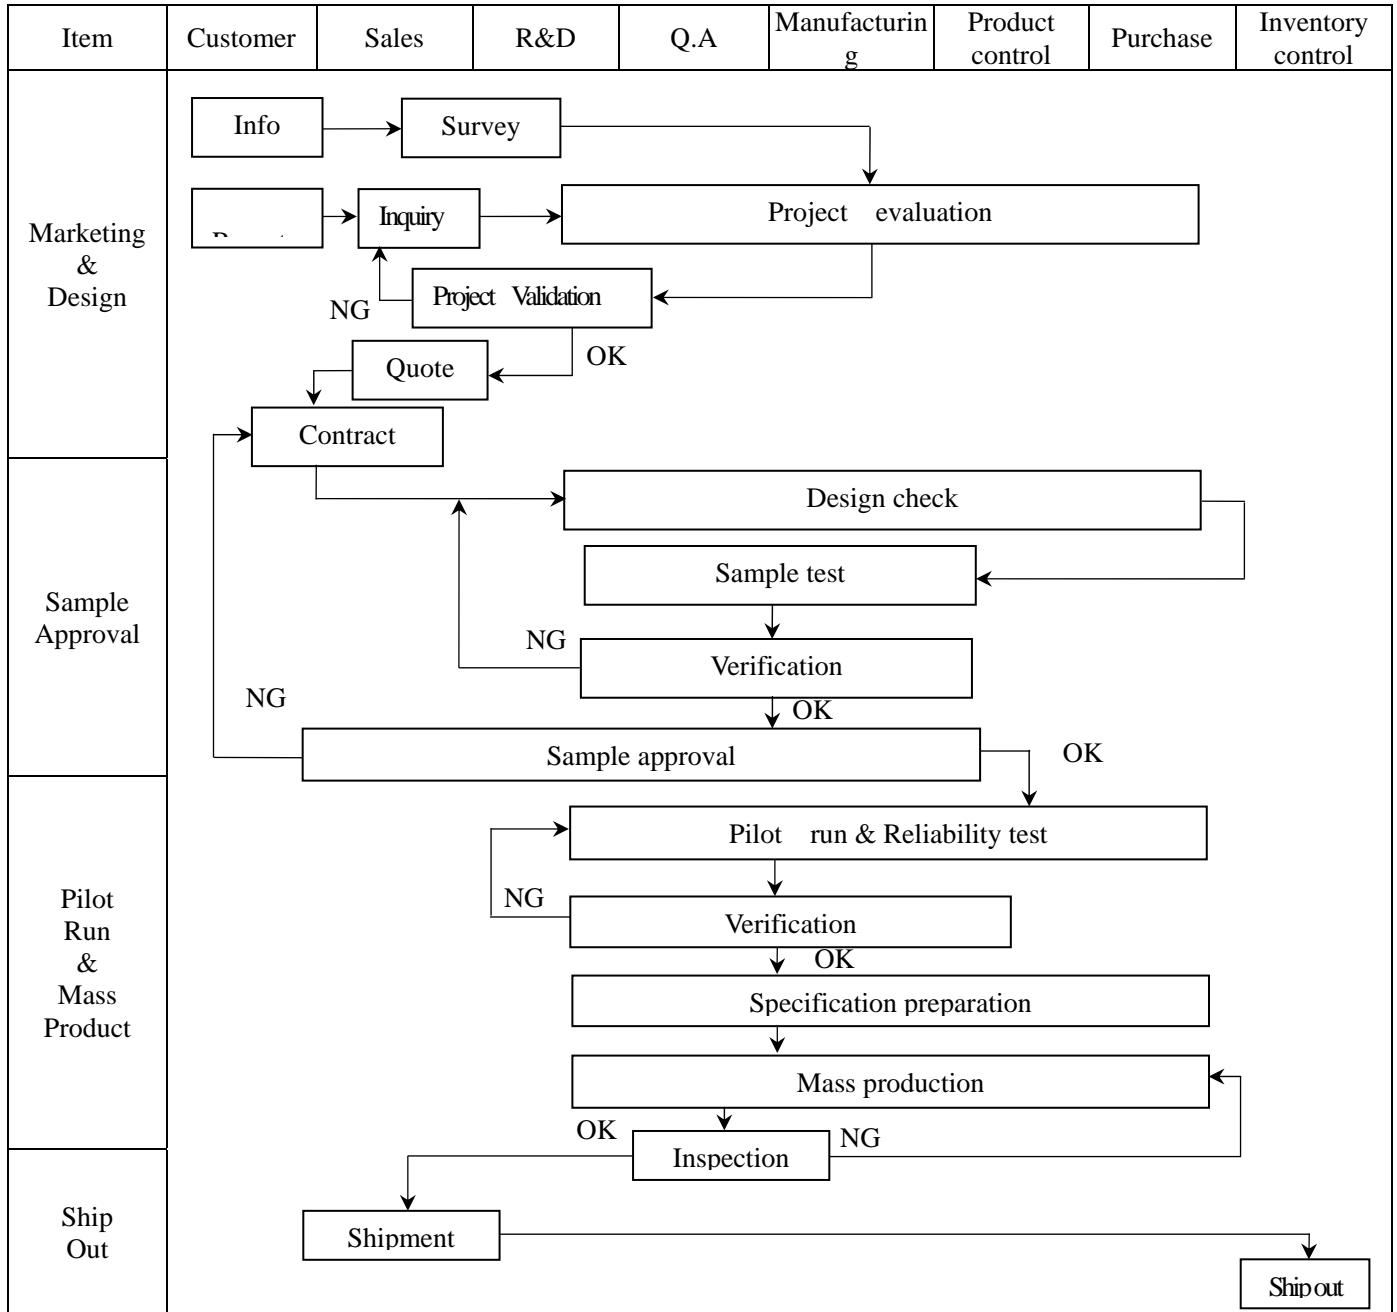 Item
Customer
Sales
R&D
Q.A
Manufacturin
g
Product
control
Purchase
Inventory
control
Marketing
&
Design
Info
Survey
Inquiry
Project evaluation
Project Validation
NG
OK
Quote
Contract
Sample
Approval
Design check
Sample test
NG
Verification
NG
OK
Sample approval
OK
Pilot
Run
&
Mass
Product
Pilot run & Reliability test
NG
Verification
OK
Specification preparation
Mass production
OK
NG
Inspection
Ship
Out
Shipment
Ship out